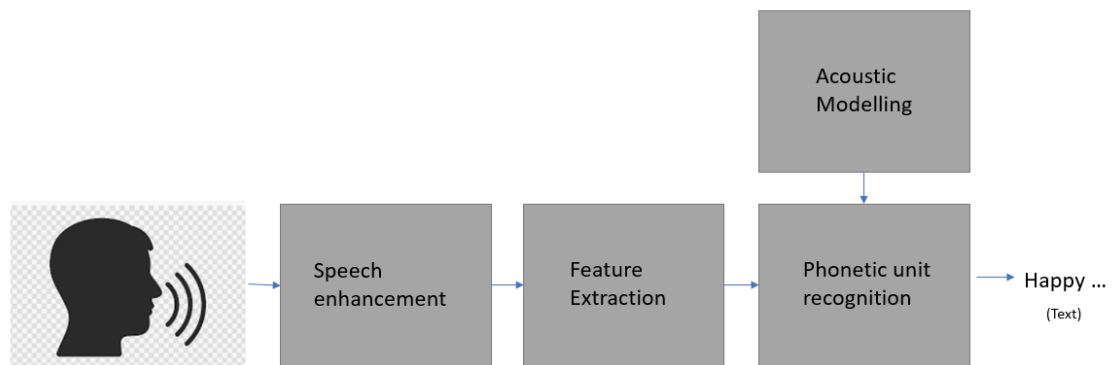 Acoustic
Modelling
Speech
enhancement
Feature
Extraction
Phonetic unit
recognition
Happy ...
(Text)